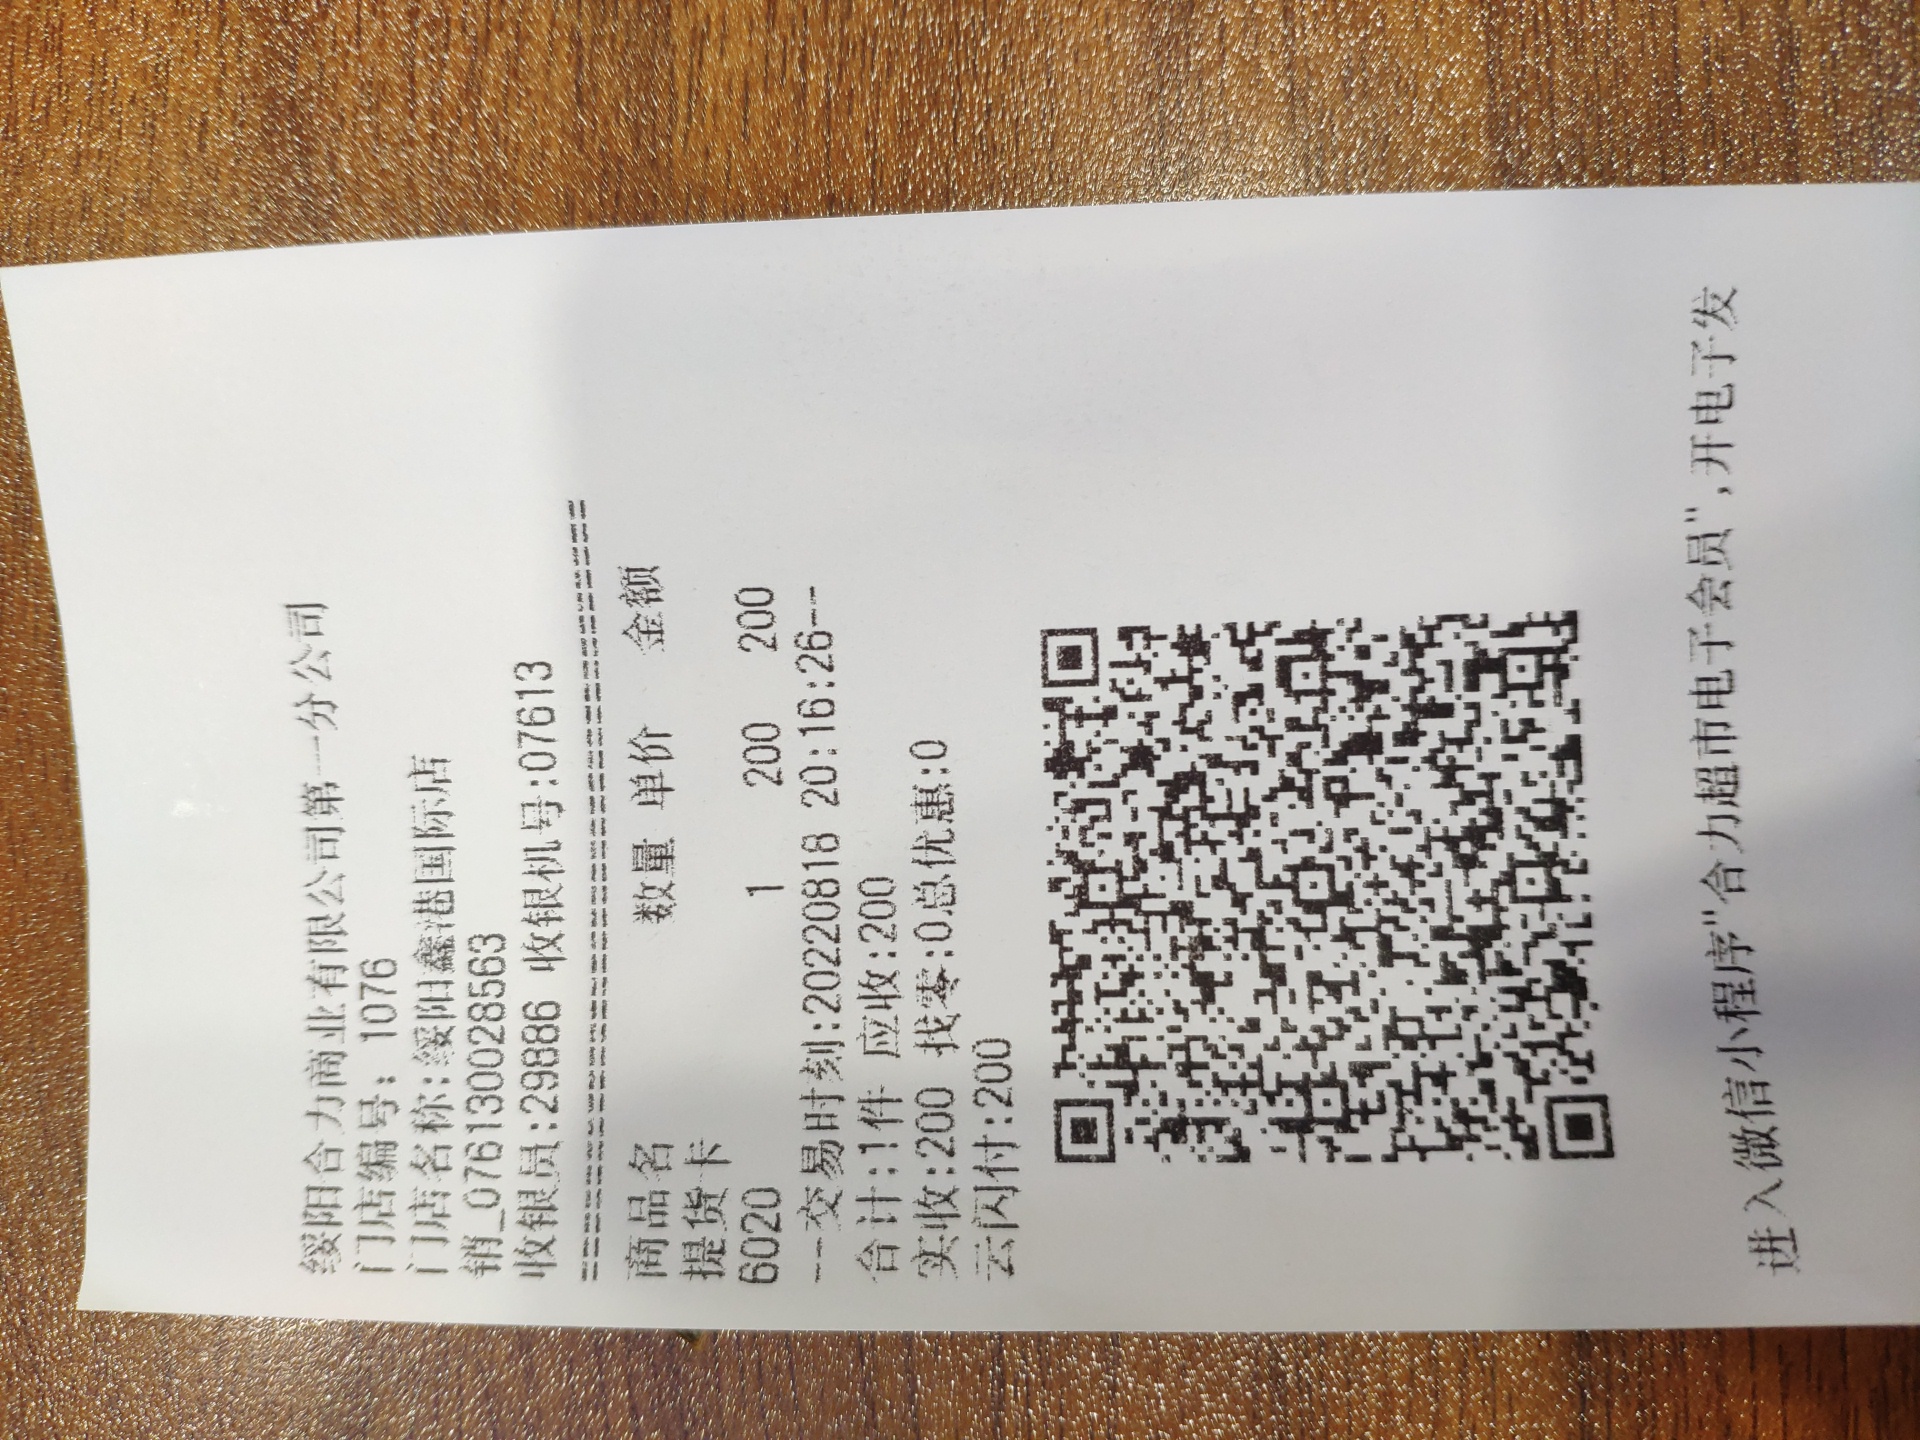 绥阳合力商业有限公司第一分公司
门店编号: 1076
门店名称:绥阳鑫港国际店
销_0761300285563
收银员:29886 收银机号:07613
商品名 数量 单价 金额
提货卡
6020 1 200 200
--交易时刻:20220818 20:16:26--
合计:1件 应收:200
实收:200 找零:0总优惠:0
云闪付:200
进入微信小程序"合力超市电子会员",开电子发